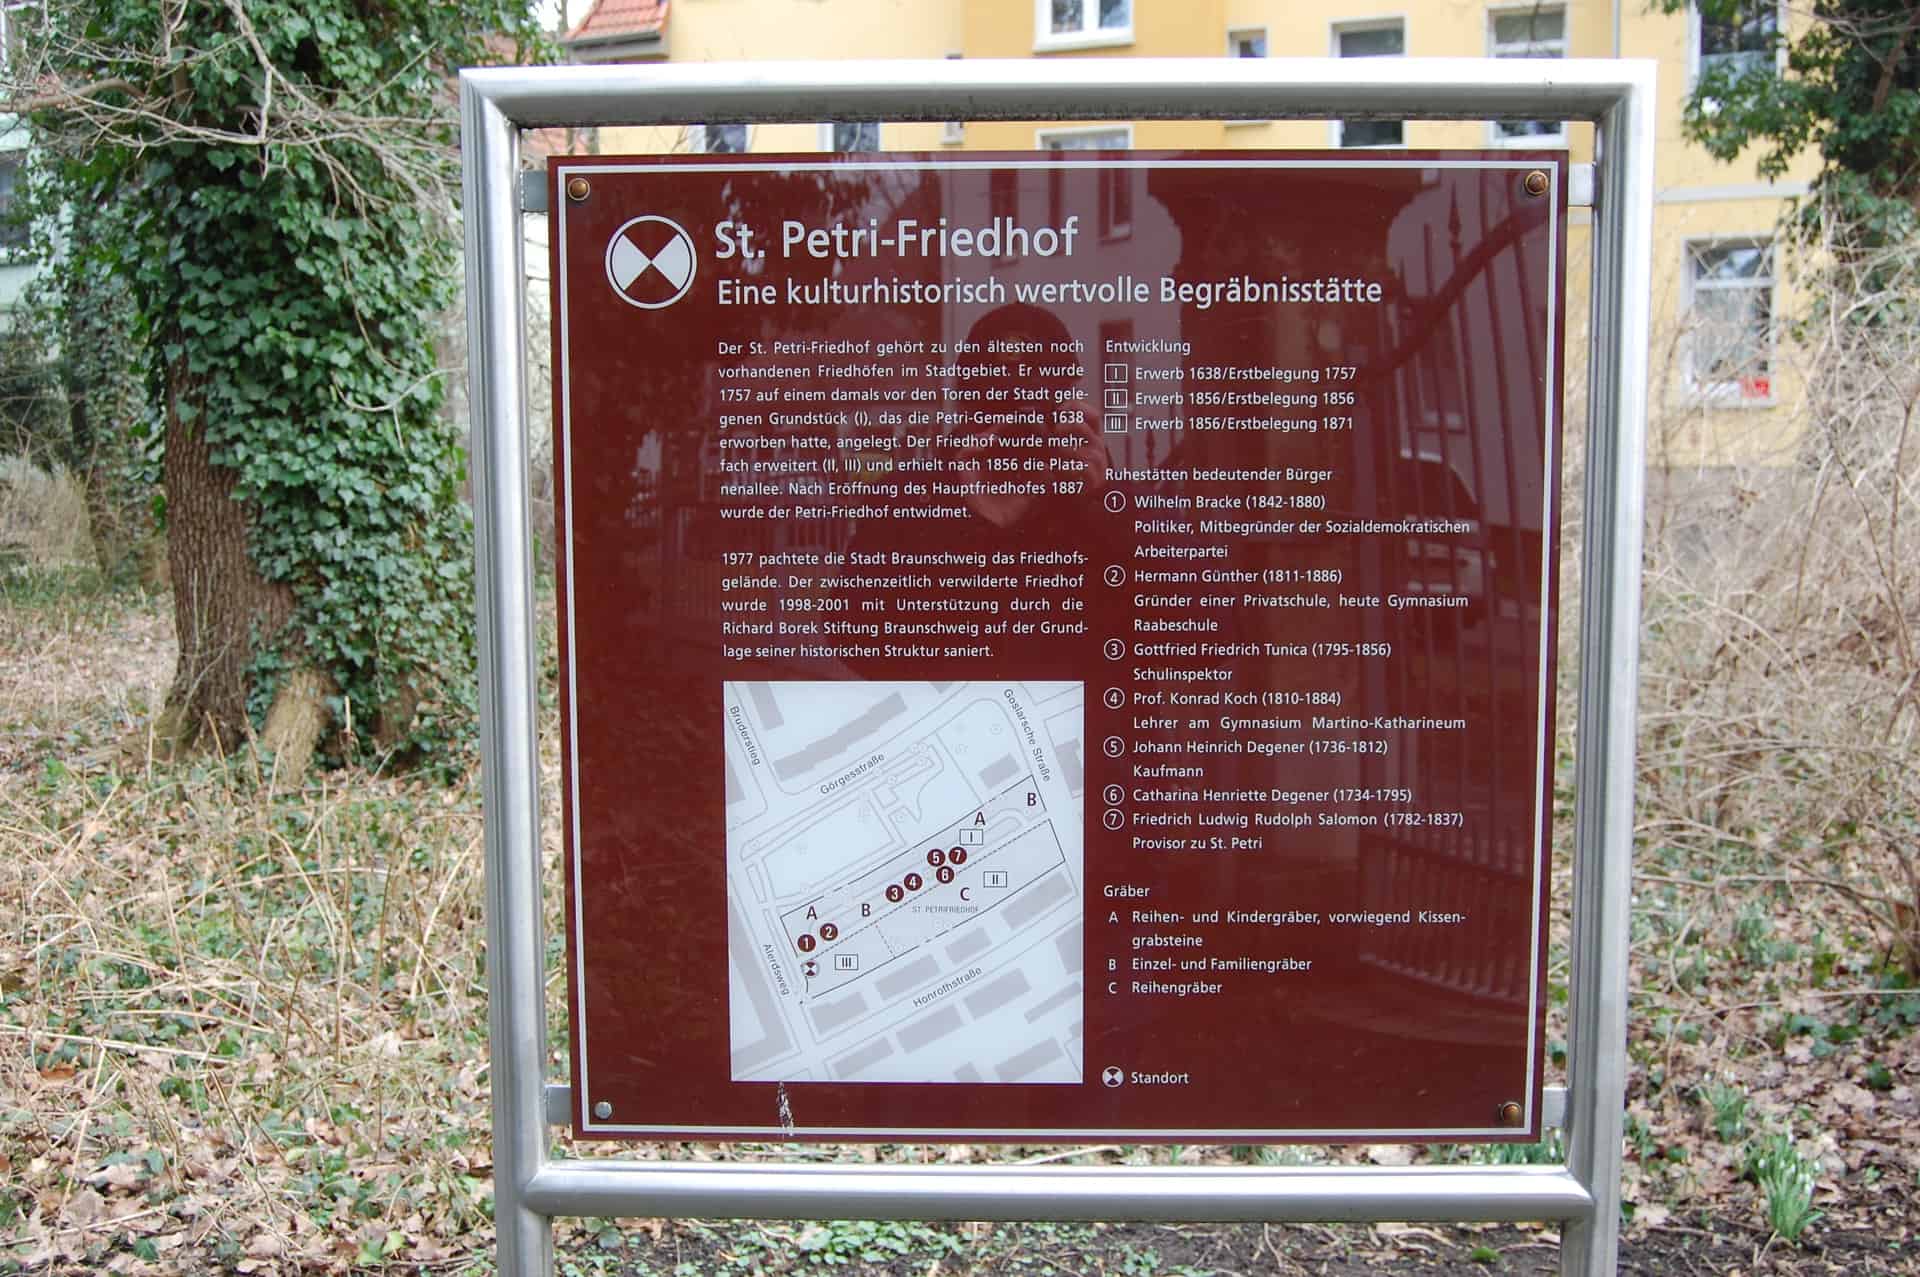 St. Petri-Friedhof
Eine kulturhistorisch wertvolle Begräbnisstätte
Der St. Petri-Friedhof gehört zu den ältesten noch
vorhandenen Friedhöfen im Stadtgebiet. Er wurde
1757 auf einem damals vor den Toren der Stadt gele-
genen Grundstück (I), das die Petri-Gemeinde 1638
erworben hatte, angelegt. Der Friedhof wurde mehr-
fach erweitert (II, III) und erhielt nach 1856 die Plata-
nenallee. Nach Eröffnung des Hauptfriedhofes 1887
wurde der Petri-Friedhof entwidmet.
1977 pachtete die Stadt Braunschweig das Friedhofs-
gelände. Der zwischenzeitlich verwilderte Friedhof
wurde 1998-2001 mit Unterstützung durch die
Richard Borek Stiftung Braunschweig auf der Grund-
lage seiner historischen Struktur saniert.
Bruderstieg
Görgesstraße
Goslarsche Straße
B
A
I
5
7
6
II
C
4
3
ST. PETRIFRIEDHOF
A
B
2
1
III
Alerdsweg
Honrothstraße
Entwicklung
I Erwerb 1638/Erstbelegung 1757
II Erwerb 1856/Erstbelegung 1856
III Erwerb 1856/Erstbelegung 1871
Ruhestätten bedeutender Bürger
1 Wilhelm Bracke (1842-1880)
Politiker, Mitbegründer der Sozialdemokratischen
Arbeiterpartei
2 Hermann Günther (1811-1886)
Gründer einer Privatschule, heute Gymnasium
Raabeschule
3 Gottfried Friedrich Tunica (1795-1856)
Schulinspektor
4 Prof. Konrad Koch (1810-1884)
Lehrer am Gymnasium Martino-Katharineum
5 Johann Heinrich Degener (1736-1812)
Kaufmann
6 Catharina Henriette Degener (1734-1795)
7 Friedrich Ludwig Rudolph Salomon (1782-1837)
Provisor zu St. Petri
Gräber
A Reihen- und Kindergräber, vorwiegend Kissen-
grabsteine
B Einzel- und Familiengräber
C Reihengräber
Standort